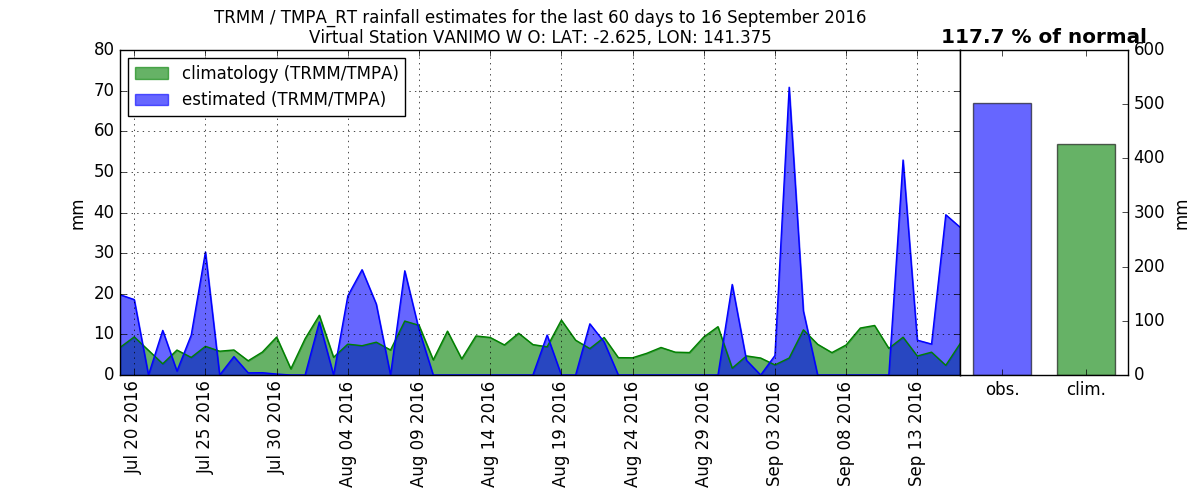 TRMM / TMPA_RT rainfall estimates for the last 60 days to 16 September 2016
Virtual Station VANIMO W O: LAT: -2.625, LON: 141.375
117.7 % of normal
climatology (TRMM/TMPA)
estimated (TRMM/TMPA)
mm
80
70
60
50
40
30
20
10
0
Jul 20 2016
Jul 25 2016
Jul 30 2016
Aug 04 2016
Aug 09 2016
Aug 14 2016
Aug 19 2016
Aug 24 2016
Aug 29 2016
Sep 03 2016
Sep 08 2016
Sep 13 2016
obs.
clim.
600
500
400
300
200
100
0
mm